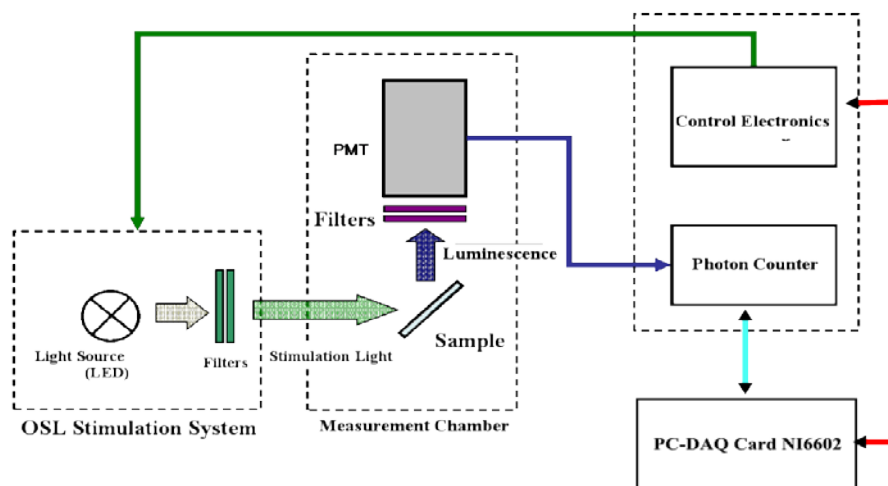 Control Electronics
PMT
Filters
Luminescence
Photon Counter
Sample
Light Source
(LED)
Filters
Stimulation Light
OSL Stimulation System
Measurement Chamber
PC-DAQ Card NI6602